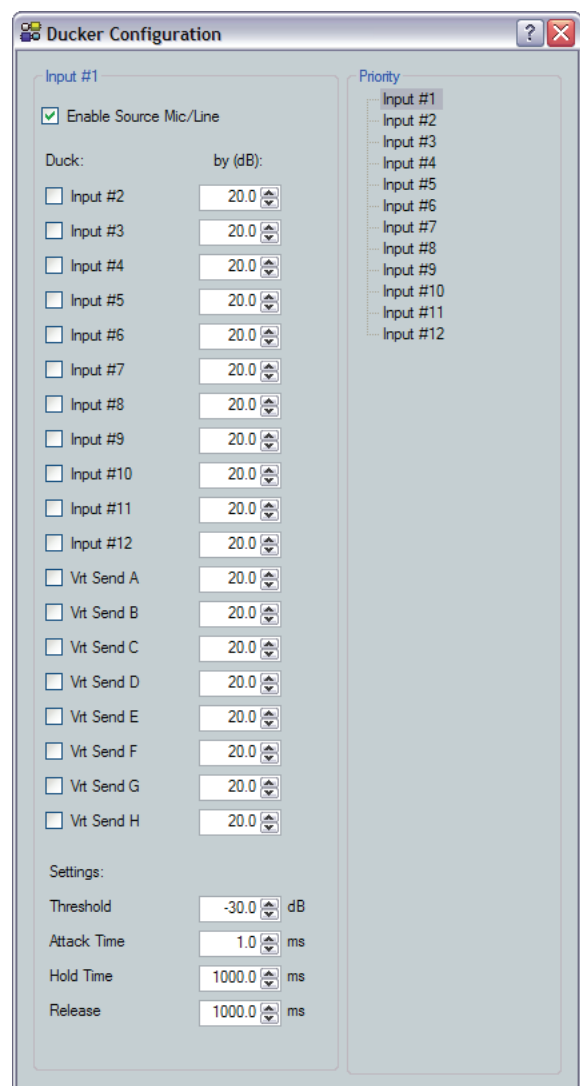 Ducker Configuration
Input #1
Enable Source Mic/Line
Duck: by (dB):
Input #2 20.0
Input #3 20.0
Input #4 20.0
Input #5 20.0
Input #6 20.0
Input #7 20.0
Input #8 20.0
Input #9 20.0
Input #10 20.0
Input #11 20.0
Input #12 20.0
Vrt Send A 20.0
Vrt Send B 20.0
Vrt Send C 20.0
Vrt Send D 20.0
Vrt Send E 20.0
Vrt Send F 20.0
Vrt Send G 20.0
Vrt Send H 20.0
Settings:
Threshold -30.0 dB
Attack Time 1.0 ms
Hold Time 1000.0 ms
Release 1000.0 ms
Priority
Input #1
Input #2
Input #3
Input #4
Input #5
Input #6
Input #7
Input #8
Input #9
Input #10
Input #11
Input #12